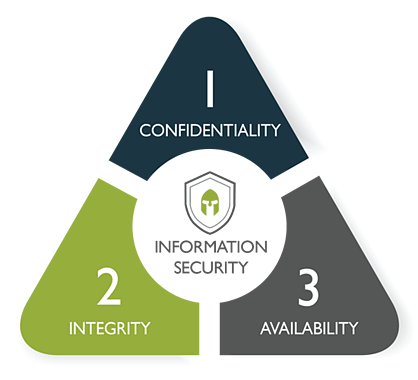 1
CONFIDENTIALITY
INFORMATION
SECURITY
2
INTEGRITY
3
AVAILABILITY